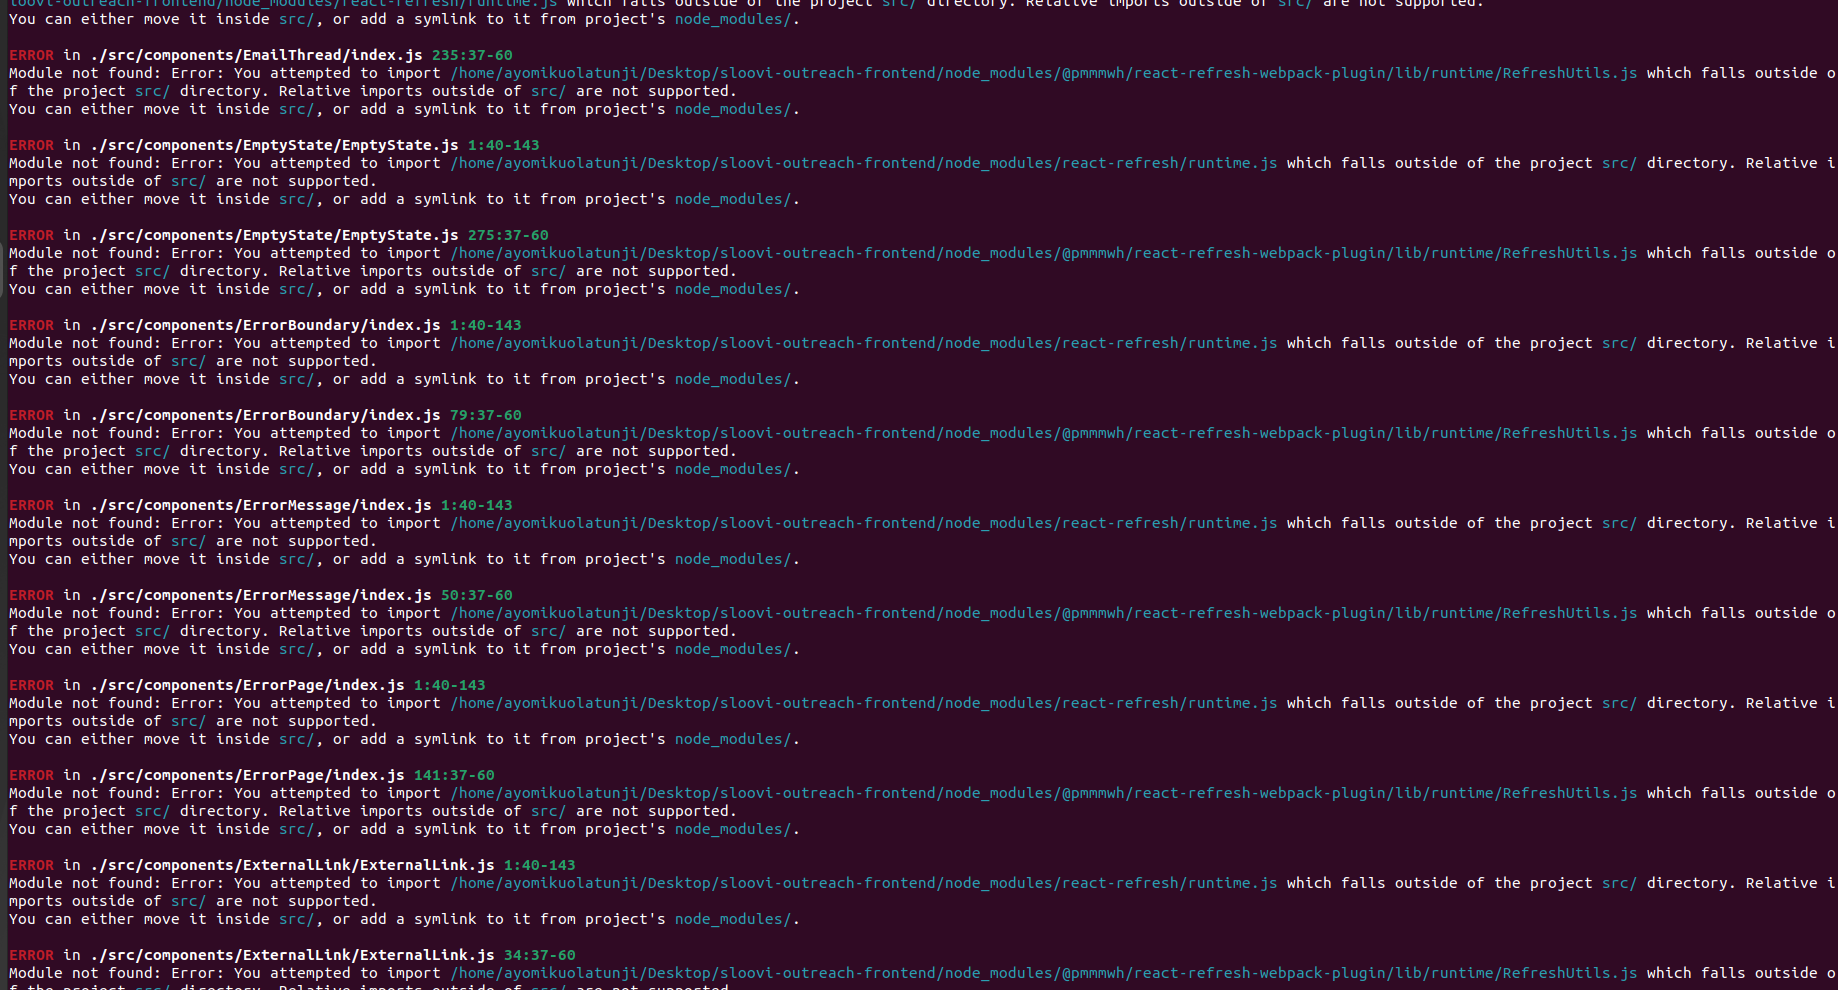 loovi-outreach-frontend/node_modules/react-refresh/runtime.js which falls outside of the project src/ directory. Relative imports outside of src/ are not supported.
You can either move it inside src/, or add a symlink to it from project's node_modules/.
ERROR in ./src/components/EmailThread/index.js 235:37-60
Module not found: Error: You attempted to import /home/ayomikuolatunji/Desktop/sloovi-outreach-frontend/node_modules/@pmmmwh/react-refresh-webpack-plugin/lib/runtime/RefreshUtils.js which falls outside o
f the project src/ directory. Relative imports outside of src/ are not supported.
You can either move it inside src/, or add a symlink to it from project's node_modules/.
ERROR in ./src/components/EmptyState/EmptyState.js 1:40-143
Module not found: Error: You attempted to import /home/ayomikuolatunji/Desktop/sloovi-outreach-frontend/node_modules/react-refresh/runtime.js which falls outside of the project src/ directory. Relative i
mports outside of src/ are not supported.
You can either move it inside src/, or add a symlink to it from project's node_modules/.
ERROR in ./src/components/EmptyState/EmptyState.js 275:37-60
Module not found: Error: You attempted to import /home/ayomikuolatunji/Desktop/sloovi-outreach-frontend/node_modules/@pmmmwh/react-refresh-webpack-plugin/lib/runtime/RefreshUtils.js which falls outside o
f the project src/ directory. Relative imports outside of src/ are not supported.
You can either move it inside src/, or add a symlink to it from project's node_modules/.
ERROR in ./src/components/ErrorBoundary/index.js 1:40-143
Module not found: Error: You attempted to import /home/ayomikuolatunji/Desktop/sloovi-outreach-frontend/node_modules/react-refresh/runtime.js which falls outside of the project src/ directory. Relative i
mports outside of src/ are not supported.
You can either move it inside src/, or add a symlink to it from project's node_modules/.
ERROR in ./src/components/ErrorBoundary/index.js 79:37-60
Module not found: Error: You attempted to import /home/ayomikuolatunji/Desktop/sloovi-outreach-frontend/node_modules/@pmmmwh/react-refresh-webpack-plugin/lib/runtime/RefreshUtils.js which falls outside o
f the project src/ directory. Relative imports outside of src/ are not supported.
You can either move it inside src/, or add a symlink to it from project's node_modules/.
ERROR in ./src/components/ErrorMessage/index.js 1:40-143
Module not found: Error: You attempted to import /home/ayomikuolatunji/Desktop/sloovi-outreach-frontend/node_modules/react-refresh/runtime.js which falls outside of the project src/ directory. Relative i
mports outside of src/ are not supported.
You can either move it inside src/, or add a symlink to it from project's node_modules/.
ERROR in ./src/components/ErrorMessage/index.js 50:37-60
Module not found: Error: You attempted to import /home/ayomikuolatunji/Desktop/sloovi-outreach-frontend/node_modules/@pmmmwh/react-refresh-webpack-plugin/lib/runtime/RefreshUtils.js which falls outside o
f the project src/ directory. Relative imports outside of src/ are not supported.
You can either move it inside src/, or add a symlink to it from project's node_modules/.
ERROR in ./src/components/ErrorPage/index.js 1:40-143
Module not found: Error: You attempted to import /home/ayomikuolatunji/Desktop/sloovi-outreach-frontend/node_modules/react-refresh/runtime.js which falls outside of the project src/ directory. Relative i
mports outside of src/ are not supported.
You can either move it inside src/, or add a symlink to it from project's node_modules/.
ERROR in ./src/components/ErrorPage/index.js 141:37-60
Module not found: Error: You attempted to import /home/ayomikuolatunji/Desktop/sloovi-outreach-frontend/node_modules/@pmmmwh/react-refresh-webpack-plugin/lib/runtime/RefreshUtils.js which falls outside o
f the project src/ directory. Relative imports outside of src/ are not supported.
You can either move it inside src/, or add a symlink to it from project's node_modules/.
ERROR in ./src/components/ExternalLink/ExternalLink.js 1:40-143
Module not found: Error: You attempted to import /home/ayomikuolatunji/Desktop/sloovi-outreach-frontend/node_modules/react-refresh/runtime.js which falls outside of the project src/ directory. Relative i
mports outside of src/ are not supported.
You can either move it inside src/, or add a symlink to it from project's node_modules/.
ERROR in ./src/components/ExternalLink/ExternalLink.js 34:37-60
Module not found: Error: You attempted to import /home/ayomikuolatunji/Desktop/sloovi-outreach-frontend/node_modules/@pmmmwh/react-refresh-webpack-plugin/lib/runtime/RefreshUtils.js which falls outside o
f the project src/ directory. Relative imports outside of src/ are not supported.